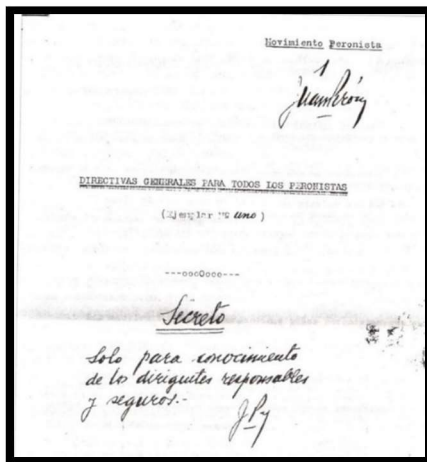 Movimiento Peronista
1
Juan Perón
DIRECTIVAS GENERALES PARA TODOS LOS PERONISTAS
(Ejemplar Nº uno)
---oooOooo---
Secreto
Solo para conocimiento
de los dirigentes responsables
y seguros.-